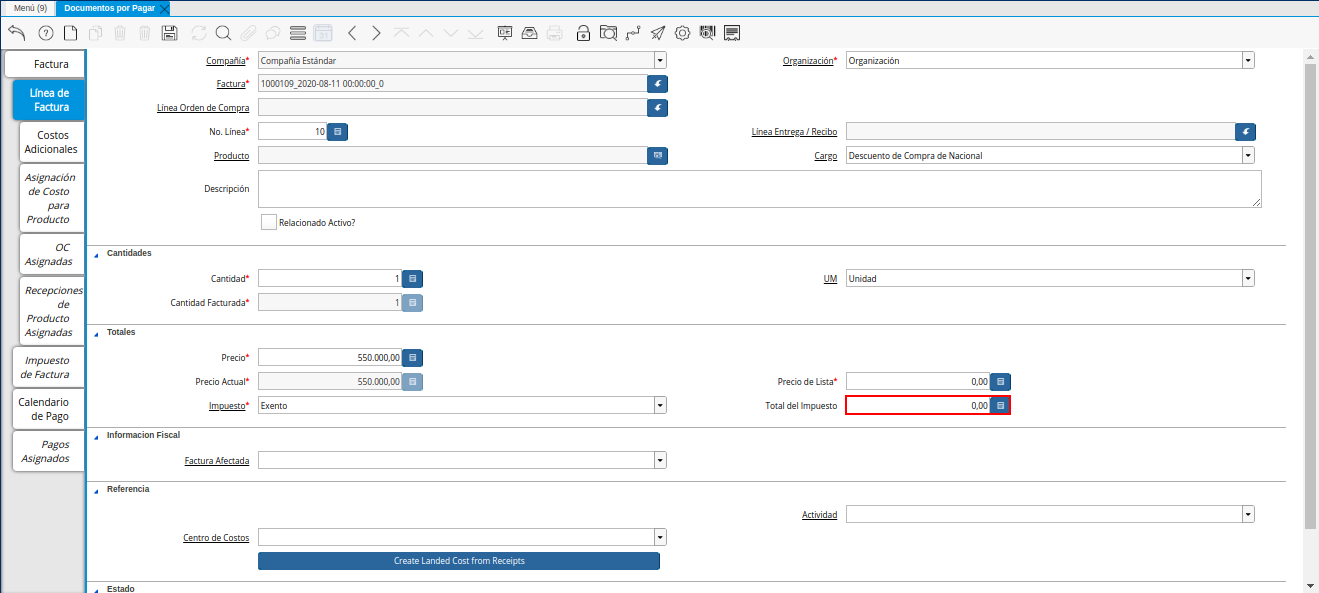 Menú (9) Documentos por Pagar
Factura
Línea de
Factura
Costos
Adicionales
Asignación
de Costo
para
Producto
OC
Asignadas
Recepciones
de
Producto
Asignadas
Impuesto
de Factura
Calendario
de Pago
Pagos
Asignados
Compañía* Compañía Estándar Organización* Organización
Factura* 1000109_2020-08-11 00:00:00_0
Línea Orden de Compra
No. Línea* 10 Línea Entrega / Recibo
Producto Cargo Descuento de Compra de Nacional
Descripción
Relacionado Activo?
Cantidades
Cantidad* 1 UM Unidad
Cantidad Facturada* 1
Totales
Precio* 550.000,00
Precio Actual* 550.000,00 Precio de Lista* 0,00
Impuesto* Exento Total del Impuesto 0,00
Informacion Fiscal
Factura Afectada
Referencia
Actividad
Centro de Costos
Create Landed Cost from Receipts
Estado